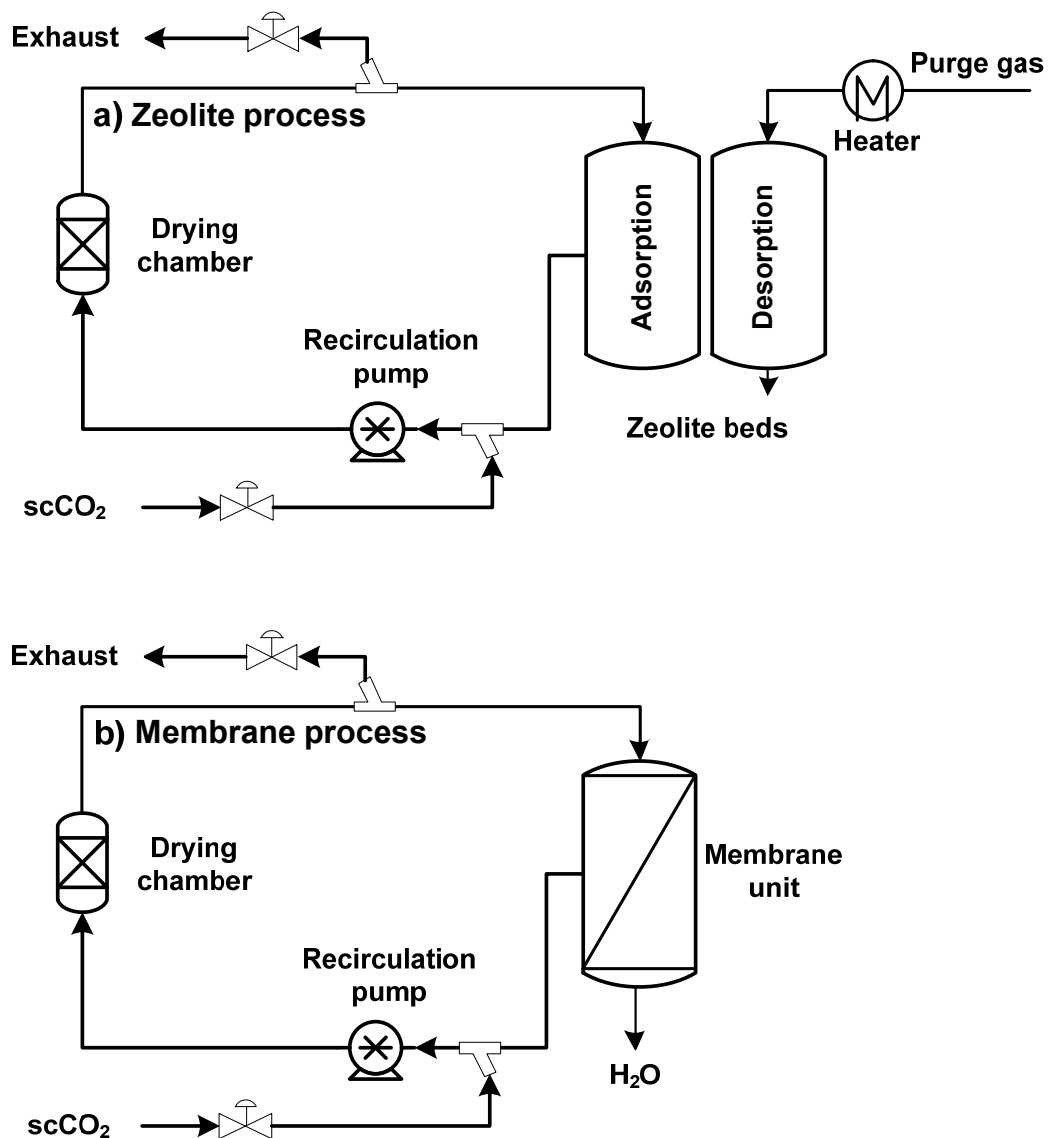 Exhaust
Purge gas
a) Zeolite process
Heater
Drying
chamber
Adsorption
Desorption
Recirculation
pump
Zeolite beds
scCO₂
Exhaust
b) Membrane process
Drying
chamber
Membrane
unit
Recirculation
pump
H₂O
scCO₂